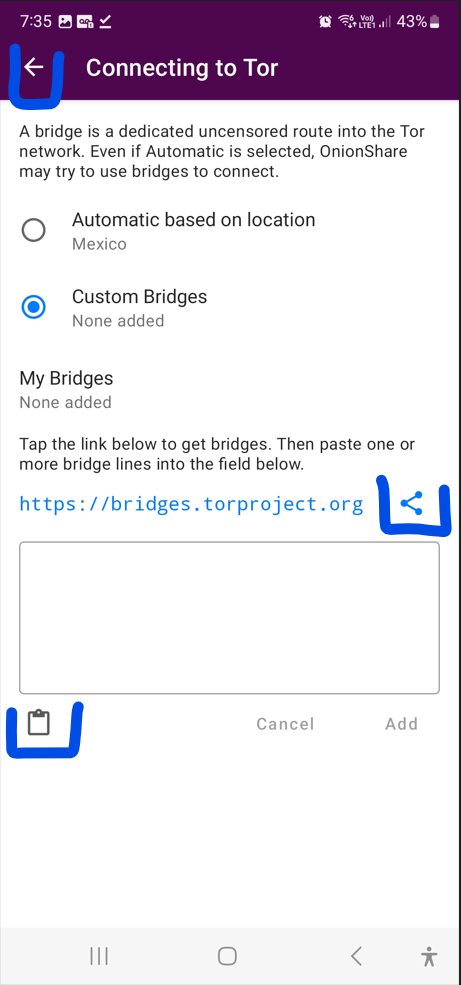 7:35
Vo)) LTE1 43%
Connecting to Tor
A bridge is a dedicated uncensored route into the Tor
network. Even if Automatic is selected, OnionShare
may try to use bridges to connect.
Automatic based on location
Mexico
Custom Bridges
None added
My Bridges
None added
Tap the link below to get bridges. Then paste one or
more bridge lines into the field below.
https://bridges.torproject.org
Cancel Add